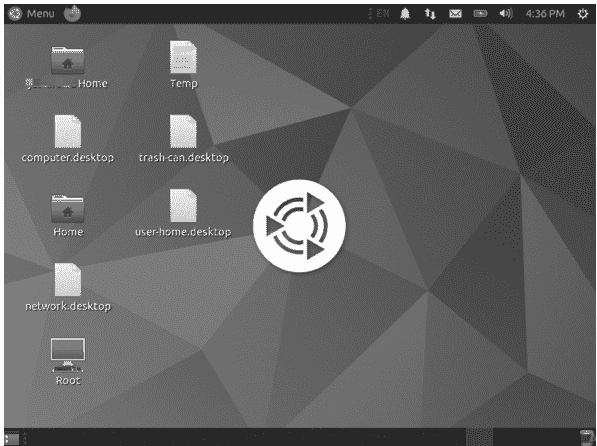 Menu
EN
4:36 PM
Home
Temp
computer.desktop
trash-can.desktop
Home
user-home.desktop
network.desktop
Root